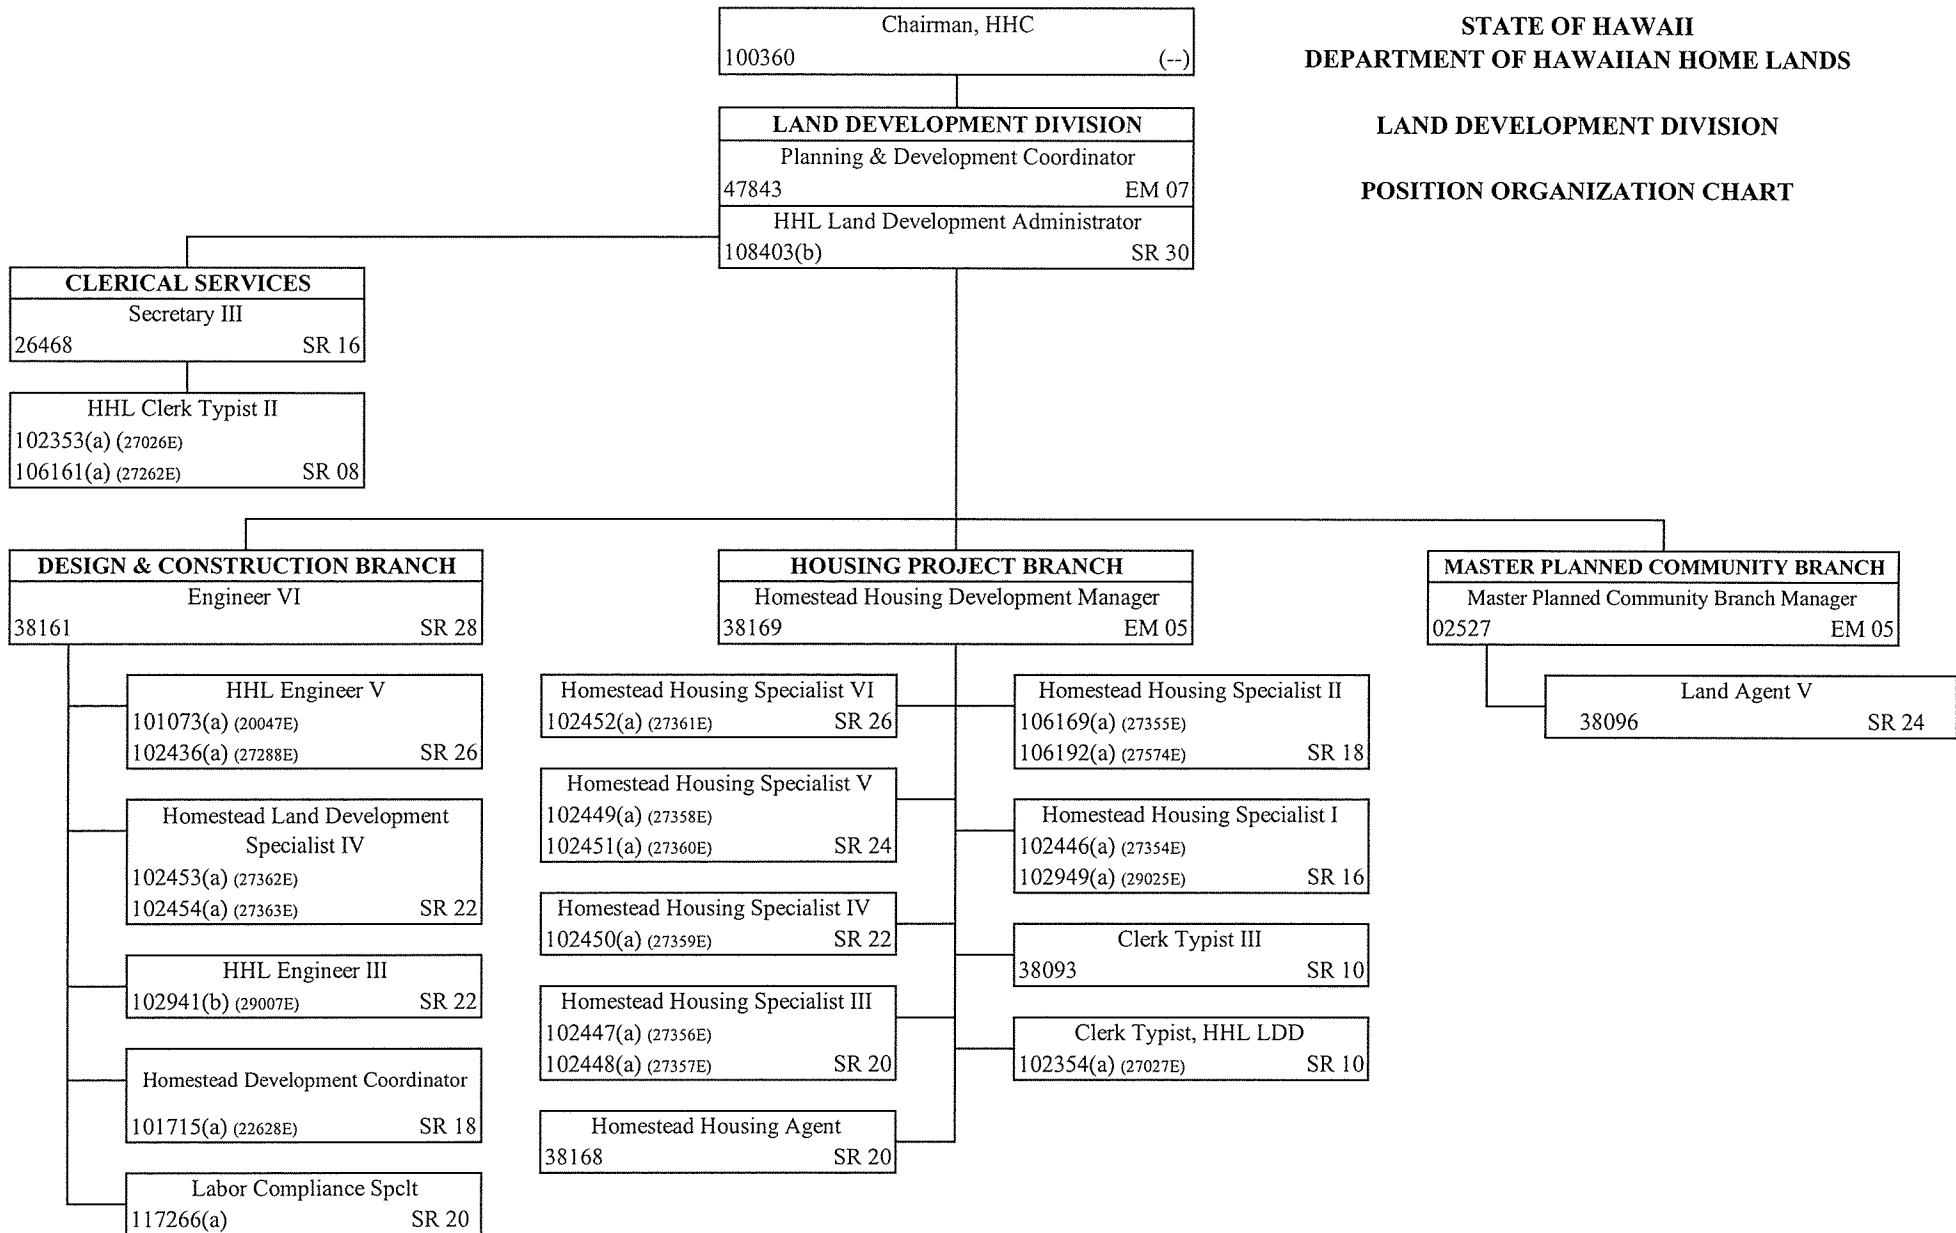 Chairman, HHC
100360 (--)
STATE OF HAWAII
DEPARTMENT OF HAWAIIAN HOME LANDS
LAND DEVELOPMENT DIVISION
POSITION ORGANIZATION CHART
LAND DEVELOPMENT DIVISION
Planning & Development Coordinator
47843 EM 07
HHL Land Development Administrator
108403(b) SR 30
CLERICAL SERVICES
Secretary III
26468 SR 16
HHL Clerk Typist II
102353(a) (27026E)
106161(a) (27262E) SR 08
DESIGN & CONSTRUCTION BRANCH
Engineer VI
38161 SR 28
HHL Engineer V
101073(a) (20047E)
102436(a) (27288E) SR 26
Homestead Land Development
Specialist IV
102453(a) (27362E)
102454(a) (27363E) SR 22
HHL Engineer III
102941(b) (29007E) SR 22
Homestead Development Coordinator
101715(a) (22628E) SR 18
Labor Compliance Spclt
117266(a) SR 20
HOUSING PROJECT BRANCH
Homestead Housing Development Manager
38169 EM 05
Homestead Housing Specialist VI
102452(a) (27361E) SR 26
Homestead Housing Specialist V
102449(a) (27358E)
102451(a) (27360E) SR 24
Homestead Housing Specialist IV
102450(a) (27359E) SR 22
Homestead Housing Specialist III
102447(a) (27356E)
102448(a) (27357E) SR 20
Homestead Housing Agent
38168 SR 20
Homestead Housing Specialist II
106169(a) (27355E)
106192(a) (27574E) SR 18
Homestead Housing Specialist I
102446(a) (27354E)
102949(a) (29025E) SR 16
Clerk Typist III
38093 SR 10
Clerk Typist, HHL LDD
102354(a) (27027E) SR 10
MASTER PLANNED COMMUNITY BRANCH
Master Planned Community Branch Manager
02527 EM 05
Land Agent V
38096 SR 24